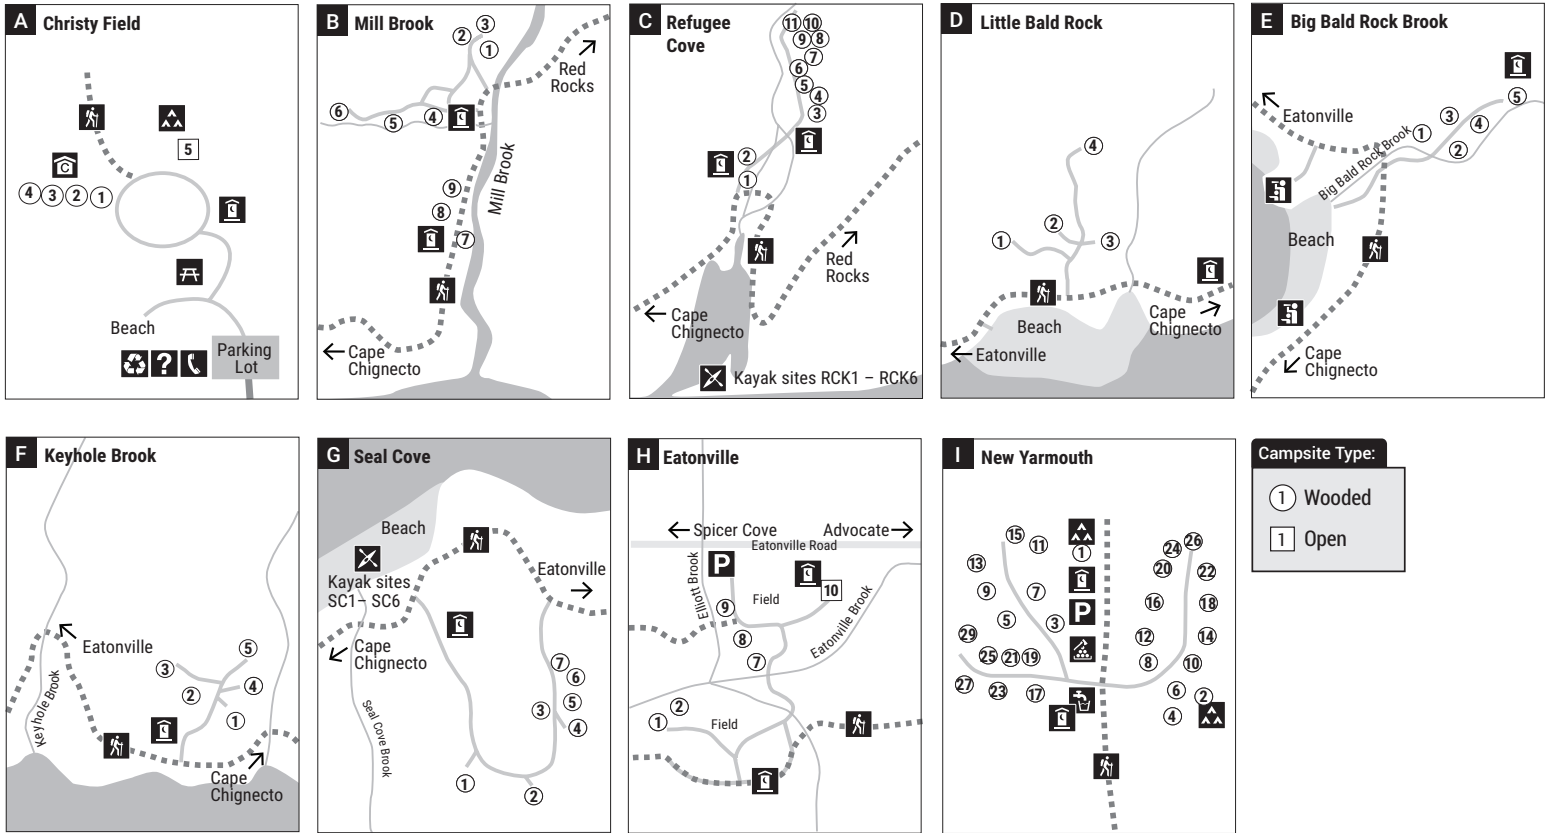 A Christy Field
5
C
4 3 2 1
Beach
?
Parking
Lot
B Mill Brook
3
2
1
Red
Rocks
6
5
4
Mill Brook
9
8
7
Cape
Chignecto
C Refugee
Cove
11 10
9 8
7
6
5
4
3
2
1
Red
Rocks
Cape
Chignecto
Kayak sites RCK1 – RCK6
D Little Bald Rock
4
2
1
3
Beach
Cape
Chignecto
Eatonville
E Big Bald Rock Brook
5
Eatonville
3
4
1
2
Big Bald Rock Brook
Beach
Cape
Chignecto
F Keyhole Brook
Eatonville
5
3
4
2
1
Keyhole Brook
Cape
Chignecto
G Seal Cove
Beach
Kayak sites
SC1– SC6
Eatonville
Cape
Chignecto
7
6
5
3
4
Seal Cove Brook
1
2
H Eatonville
Spicer Cove Advocate
Eatonville Road
P
Elliott Brook
10
9
Field
Eatonville Brook
8
7
2
1
Field
I New Yarmouth
15
11
1
26
24
13
20
22
9
7
16
18
P
5
3
29
12
14
25 21 19
8
10
27
23
17
6
2
4
Campsite Type:
1 Wooded
1 Open